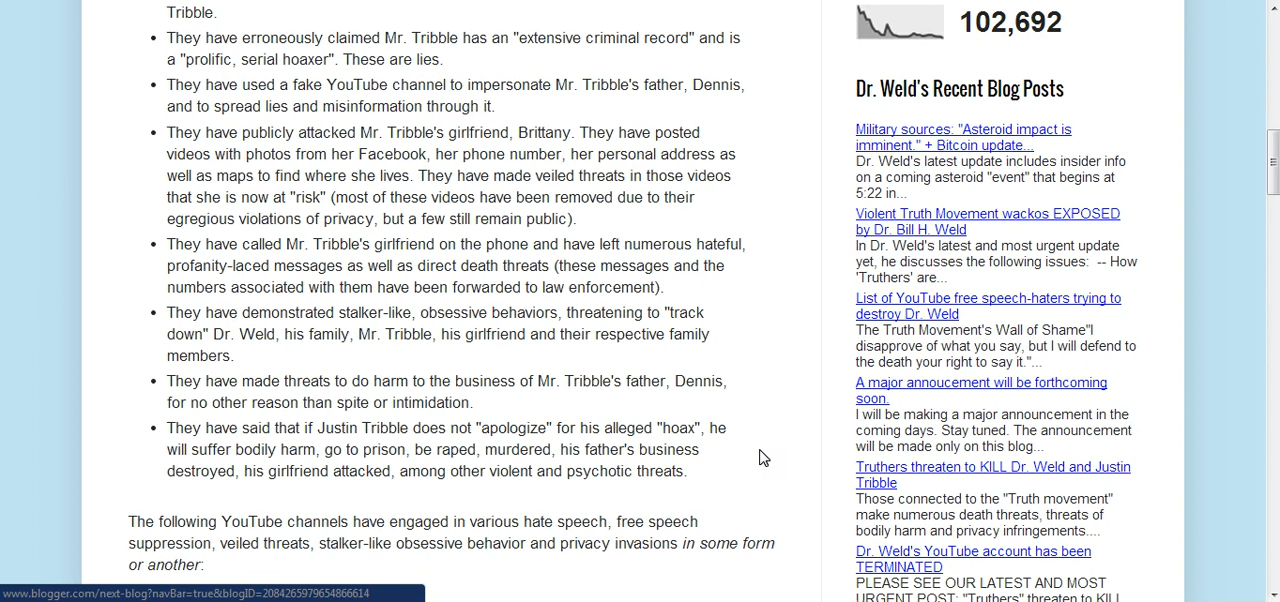 Tribble.
• They have erroneously claimed Mr. Tribble has an "extensive criminal record" and is
a "prolific, serial hoaxer". These are lies.
• They have used a fake YouTube channel to impersonate Mr. Tribble's father, Dennis,
and to spread lies and misinformation through it.
• They have publicly attacked Mr. Tribble's girlfriend, Brittany. They have posted
videos with photos from her Facebook, her phone number, her personal address as
well as maps to find where she lives. They have made veiled threats in those videos
that she is now at "risk" (most of these videos have been removed due to their
egregious violations of privacy, but a few still remain public).
• They have called Mr. Tribble's girlfriend on the phone and have left numerous hateful,
profanity-laced messages as well as direct death threats (these messages and the
numbers associated with them have been forwarded to law enforcement).
• They have demonstrated stalker-like, obsessive behaviors, threatening to "track
down" Dr. Weld, his family, Mr. Tribble, his girlfriend and their respective family
members.
• They have made threats to do harm to the business of Mr. Tribble's father, Dennis,
for no other reason than spite or intimidation.
• They have said that if Justin Tribble does not "apologize" for his alleged "hoax", he
will suffer bodily harm, go to prison, be raped, murdered, his father's business
destroyed, his girlfriend attacked, among other violent and psychotic threats.
The following YouTube channels have engaged in various hate speech, free speech
suppression, veiled threats, stalker-like obsessive behavior and privacy invasions in some form
or another:
102,692
Dr. Weld's Recent Blog Posts
Military sources: "Asteroid impact is
imminent." + Bitcoin update...
Dr. Weld's latest update includes insider info
on a coming asteroid "event" that begins at
5:22 in...
Violent Truth Movement wackos EXPOSED
by Dr. Bill H. Weld
In Dr. Weld's latest and most urgent update
yet, he discusses the following issues:  -- How
'Truthers' are...
List of YouTube free speech-haters trying to
destroy Dr. Weld
The Truth Movement's Wall of Shame"I
disapprove of what you say, but I will defend to
the death your right to say it."...
A major annoucement will be forthcoming
soon.
I will be making a major announcement in the
coming days. Stay tuned. The announcement
will be made only on this blog...
Truthers threaten to KILL Dr. Weld and Justin
Tribble
Those connected to the "Truth movement"
make numerous death threats, threats of
bodily harm and privacy infringements....
Dr. Weld's YouTube account has been
TERMINATED
PLEASE SEE OUR LATEST AND MOST
URGENT POST: "Truthers" threaten to KILL
www.blogger.com/next-blog?navBar=true&blogID=2084265979654866614